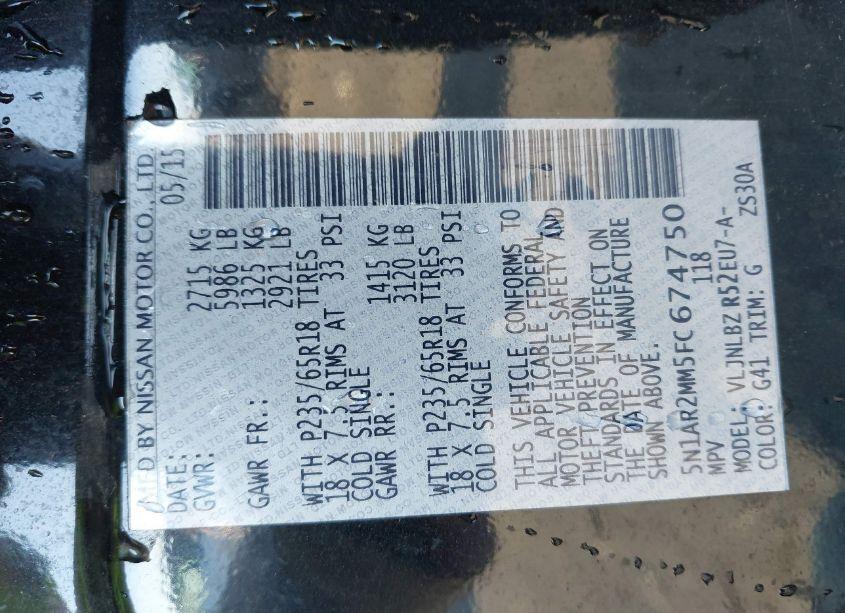 MFD BY NISSAN MOTOR CO., LTD.
DATE: 05/15
GVWR: 2715 KG
5986 LB
GAWR FR.: 1325 KG
2921 LB
WITH P235/65R18 TIRES
18 X 7.5 RIMS AT 33 PSI
COLD SINGLE
GAWR RR.: 1415 KG
3120 LB
WITH P235/65R18 TIRES
18 X 7.5 RIMS AT 33 PSI
COLD SINGLE
THIS VEHICLE CONFORMS TO
ALL APPLICABLE FEDERAL
MOTOR VEHICLE SAFETY AND
THEFT PREVENTION
STANDARDS IN EFFECT ON
THE DATE OF MANUFACTURE
SHOWN ABOVE.
5N1AR2MM5FC674750
MPV 118
MODEL: VLJNLBZ R52EU7-A-
COLOR: G41 TRIM: G ZS30A